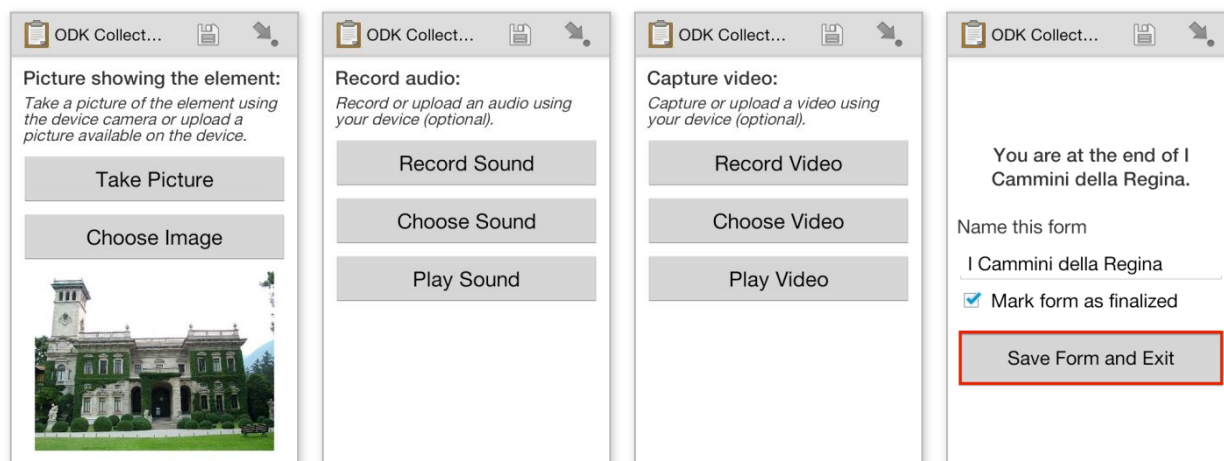 ODK Collect...
Picture showing the element:
Take a picture of the element using
the device camera or upload a
picture available on the device.
Take Picture
Choose Image
ODK Collect...
Record audio:
Record or upload an audio using
your device (optional).
Record Sound
Choose Sound
Play Sound
ODK Collect...
Capture video:
Capture or upload a video using
your device (optional).
Record Video
Choose Video
Play Video
ODK Collect...
You are at the end of I
Cammini della Regina.
Name this form
I Cammini della Regina
Mark form as finalized
Save Form and Exit